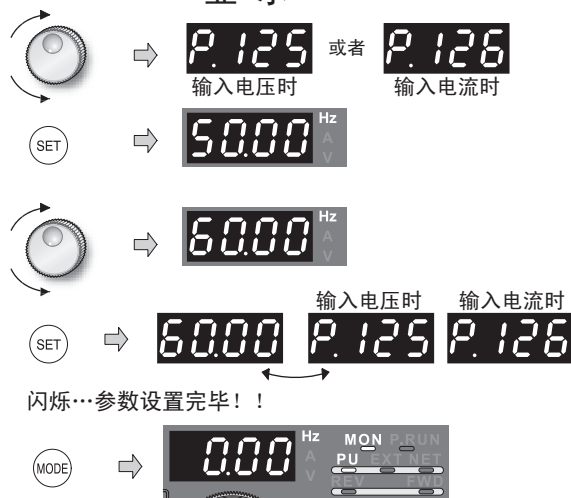 P.125 或者 P.126
输入电压时 输入电流时
SET 50.00 Hz A V
60.00 Hz A V
输入电压时 输入电流时
SET 60.00 P.125 P.126
闪烁…参数设置完毕！！
MODE 0.00 Hz A V MON P.RUN
PU EXT NET
REV FWD